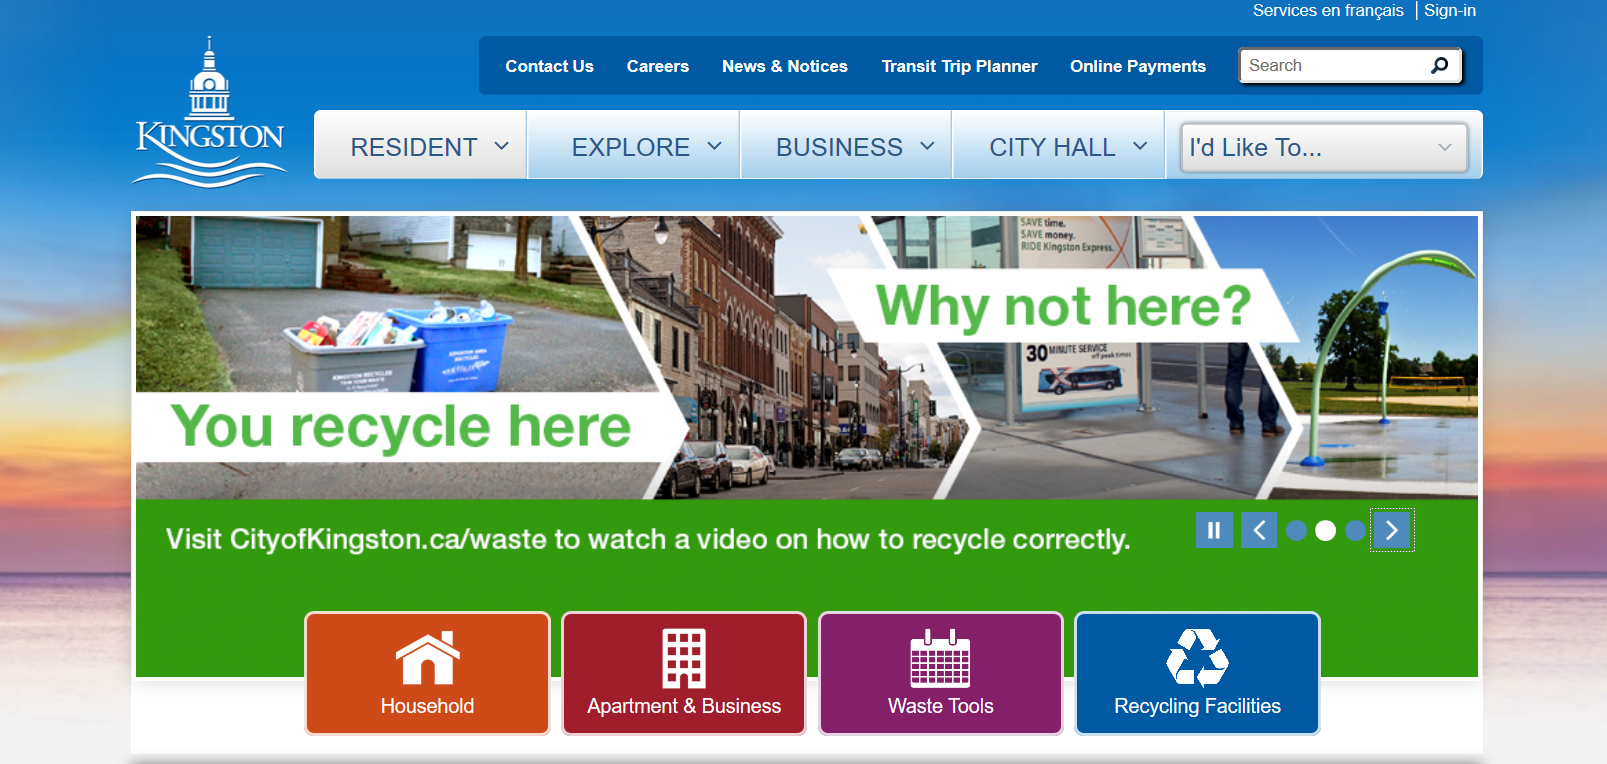 Services en français | Sign-in
KINGSTON
Contact Us Careers News & Notices Transit Trip Planner Online Payments Search
RESIDENT EXPLORE BUSINESS CITY HALL I'd Like To...
SAVE time.
SAVE money.
RIDE Kingston Express.
Why not here?
30 MINUTE SERVICE
off peak times
KINGSTON RECYCLES
You recycle here
Visit CityofKingston.ca/waste to watch a video on how to recycle correctly.
Household Apartment & Business Waste Tools Recycling Facilities